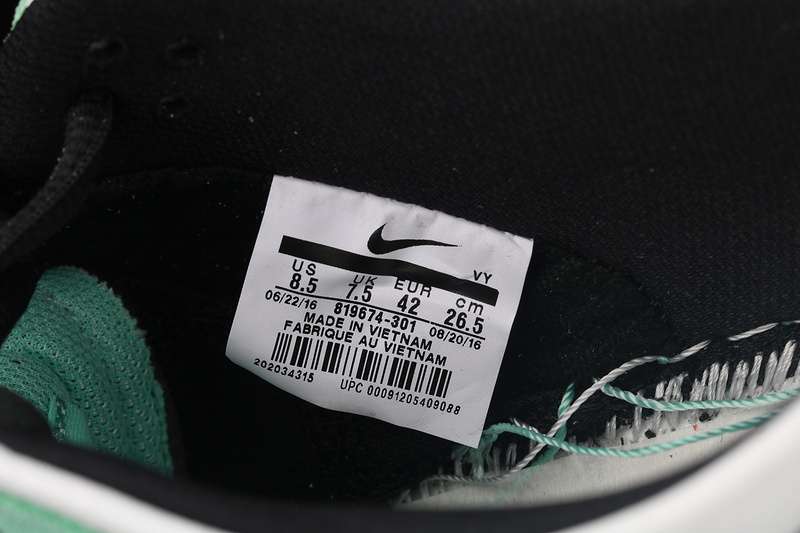 VY
US UK EUR cm
8.5 7.5 42 26.5
06/22/16 819674-301 08/20/16
MADE IN VIETNAM
FABRIQUE AU VIETNAM
202034315 UPC 00091205409088